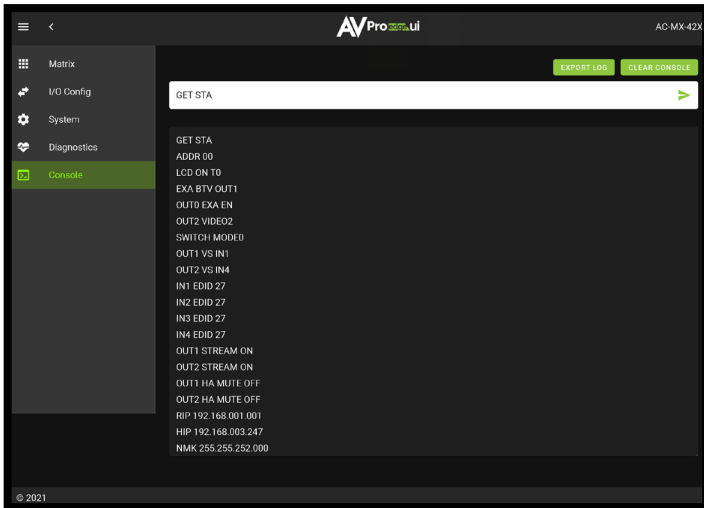 AVProedge.ui
AC-MX-42X
Matrix
I/O Config
System
Diagnostics
Console
EXPORT LOG
CLEAR CONSOLE
GET STA
GET STA
ADDR 00
LCD ON T0
EXA BTV OUT1
OUT0 EXA EN
OUT2 VIDEO2
SWITCH MODE0
OUT1 VS IN1
OUT2 VS IN4
IN1 EDID 27
IN2 EDID 27
IN3 EDID 27
IN4 EDID 27
OUT1 STREAM ON
OUT2 STREAM ON
OUT1 HA MUTE OFF
OUT2 HA MUTE OFF
RIP 192.168.001.001
HIP 192.168.003.247
NMK 255.255.252.000
© 2021